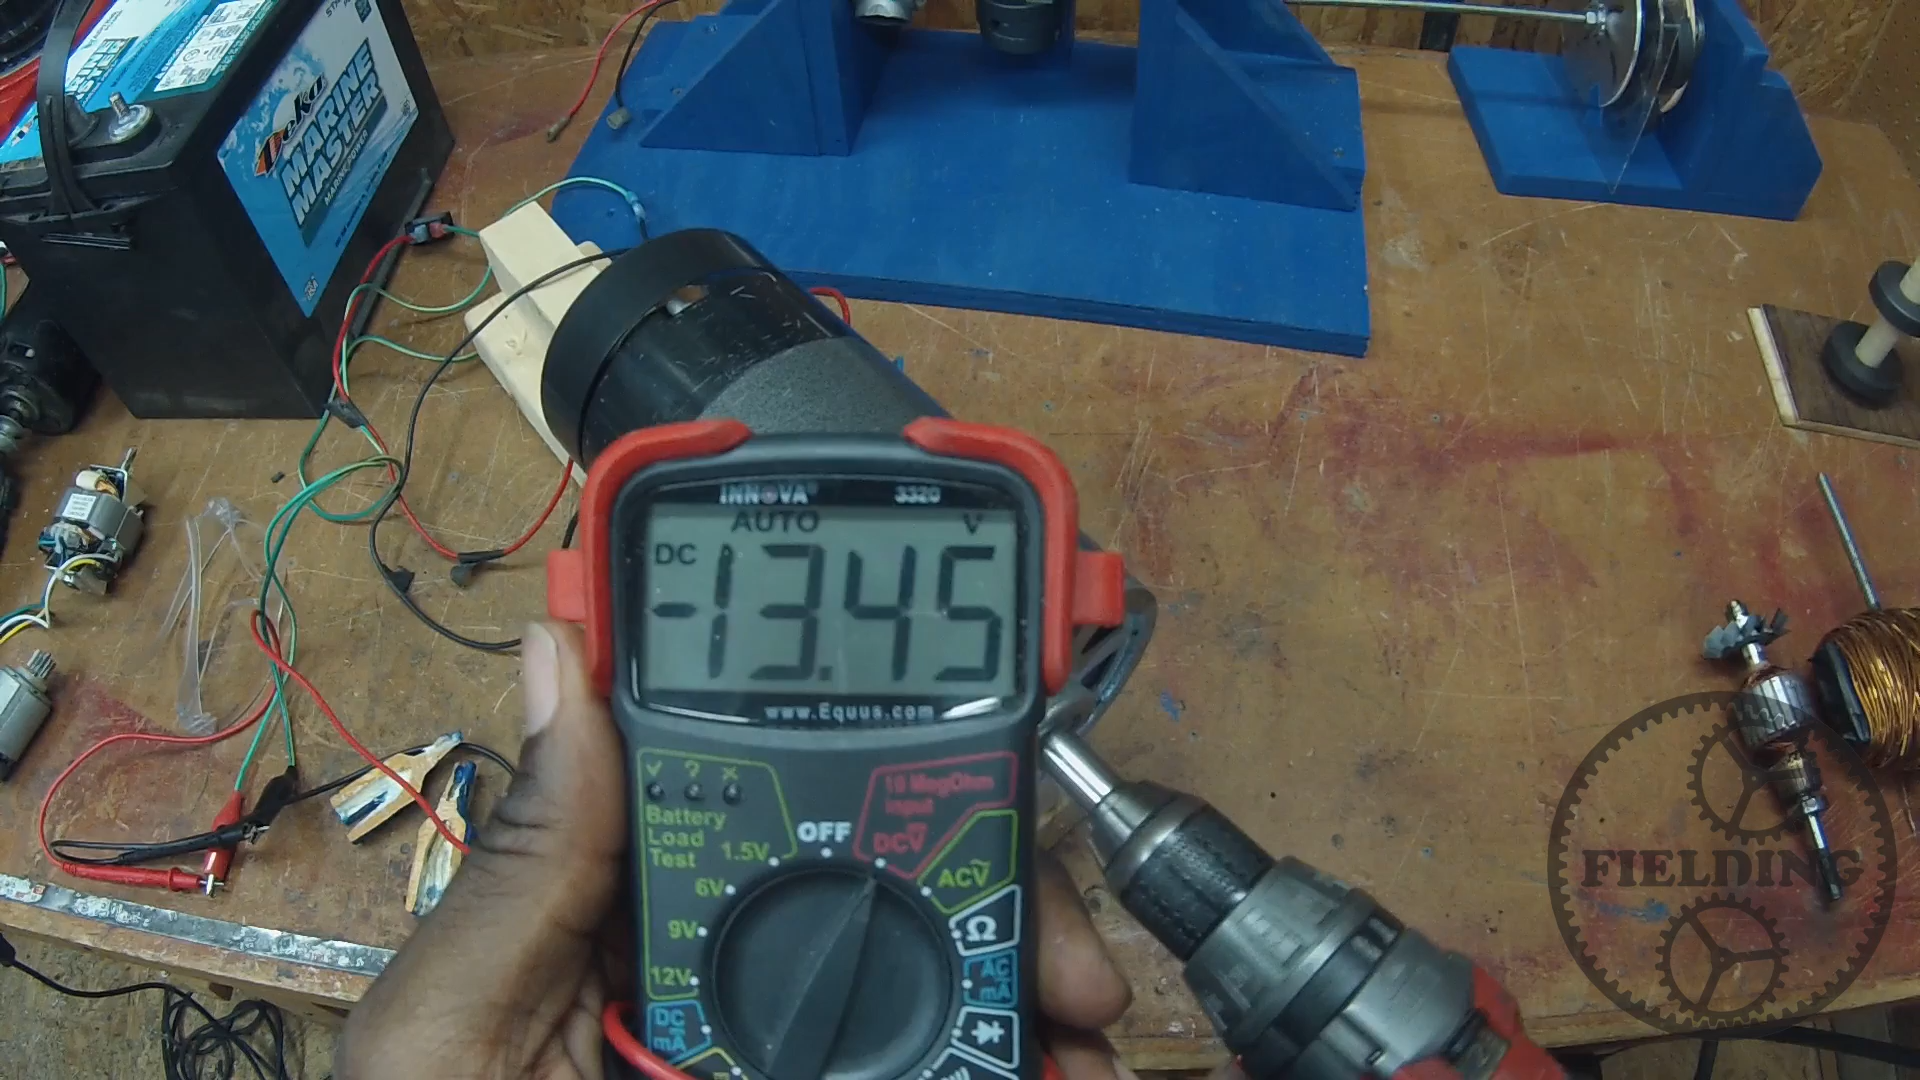 Deka
MARINE
MASTER
INNOVA® 3320
AUTO V
DC -13.45
www.Equus.com
✓ ? ×
Battery
Load
Test
1.5V
6V
9V
12V
DC
mA
OFF
10 MegOhm
Input
DCV
ACV
Ω
AC
mA
FIELDING